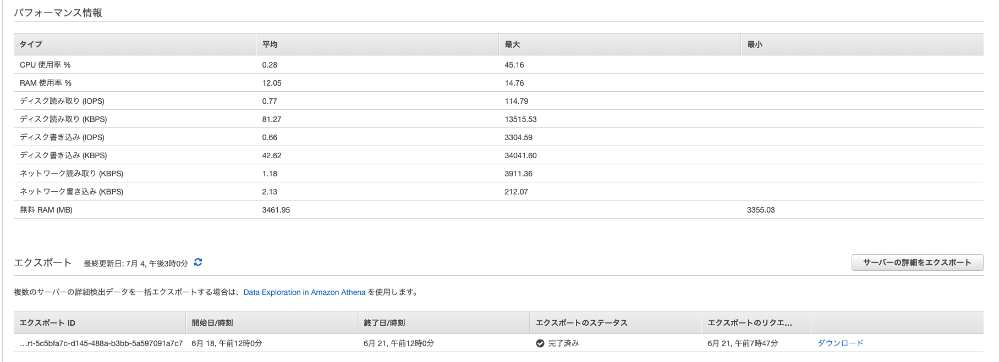 パフォーマンス情報
タイプ 平均 最大 最小
CPU 使用率 % 0.28 45.16
RAM 使用率 % 12.05 14.76
ディスク読み取り (IOPS) 0.77 114.79
ディスク読み取り (KBPS) 81.27 13515.53
ディスク書き込み (IOPS) 0.66 3304.59
ディスク書き込み (KBPS) 42.62 34041.60
ネットワーク読み取り (KBPS) 1.18 3911.36
ネットワーク書き込み (KBPS) 2.13 212.07
無料 RAM (MB) 3461.95 3355.03
エクスポート 最終更新日: 7月 4, 午後3時0分 サーバーの詳細をエクスポート
複数のサーバーの詳細検出データを一括エクスポートする場合は、Data Exploration in Amazon Athena を使用します。
エクスポート ID 開始日/時刻 終了日/時刻 エクスポートのステータス エクスポートのリクエ...
...rt-5c5bfa7c-d145-488a-b3bb-5a597091a7c7 6月 18, 午前12時0分 6月 21, 午前12時0分 完了済み 6月 21, 午前7時47分 ダウンロード